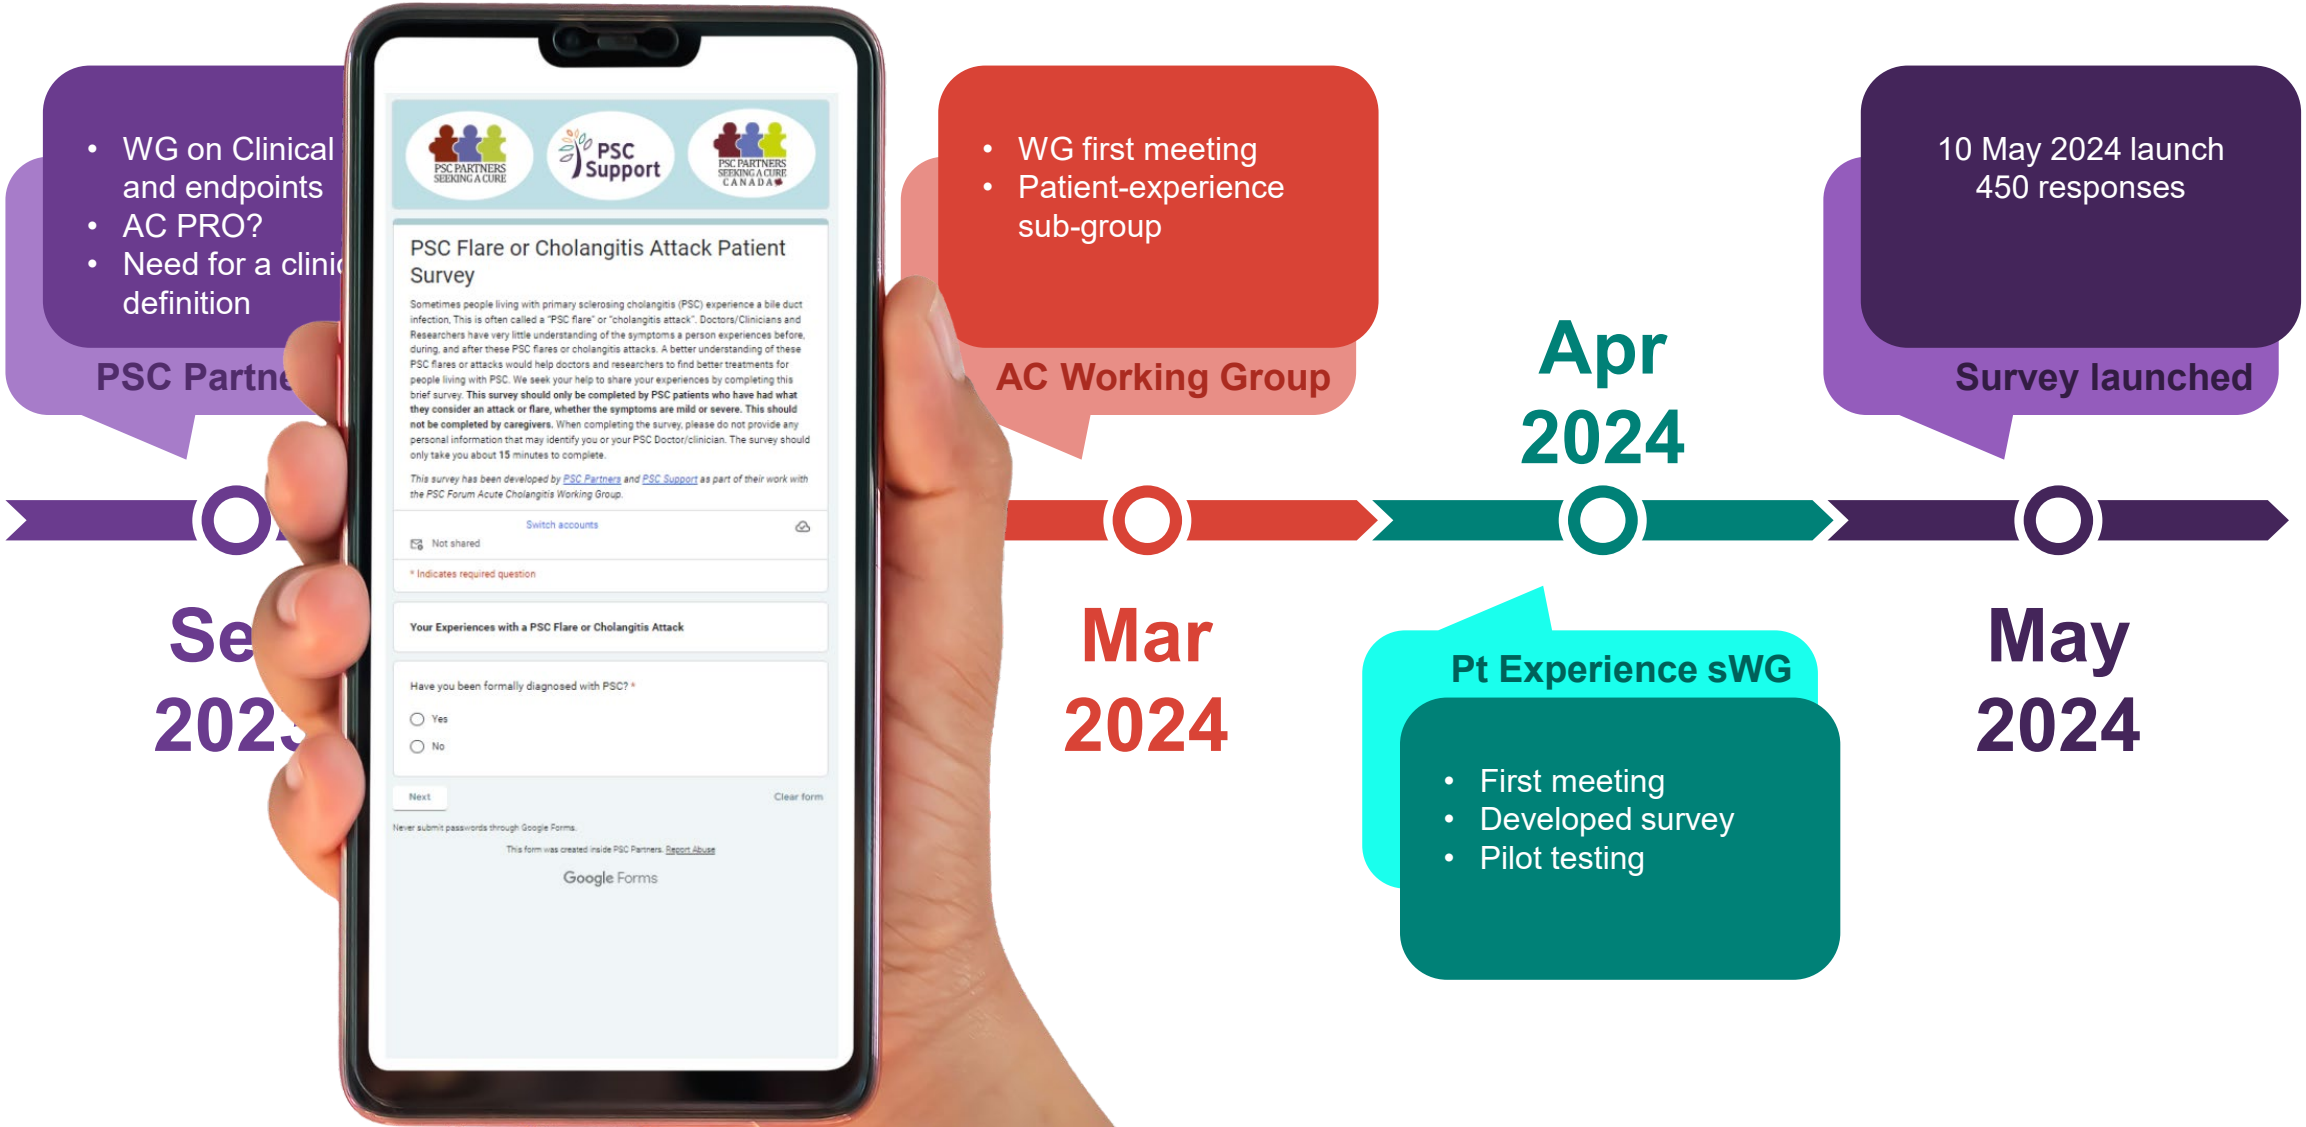 • WG on Clinical
and endpoints
• AC PRO?
• Need for a clinic
definition
PSC Partne
Se
2023
PSC PARTNERS
SEEKING A CURE
PSC
Support
PSC PARTNERS
SEEKING A CURE
CANADA
PSC Flare or Cholangitis Attack Patient
Survey
Sometimes people living with primary sclerosing cholangitis (PSC) experience a bile duct
infection, This is often called a "PSC flare" or "cholangitis attack". Doctors/Clinicians and
Researchers have very little understanding of the symptoms a person experiences before,
during, and after these PSC flares or cholangitis attacks. A better understanding of these
PSC flares or attacks would help doctors and researchers to find better treatments for
people living with PSC. We seek your help to share your experiences by completing this
brief survey. This survey should only be completed by PSC patients who have had what
they consider an attack or flare, whether the symptoms are mild or severe. This should
not be completed by caregivers. When completing the survey, please do not provide any
personal information that may identify you or your PSC Doctor/clinician. The survey should
only take you about 15 minutes to complete.
This survey has been developed by PSC Partners and PSC Support as part of their work with
the PSC Forum Acute Cholangitis Working Group.
Switch accounts
Not shared
* Indicates required question
Your Experiences with a PSC Flare or Cholangitis Attack
Have you been formally diagnosed with PSC? *
Yes
No
Next
Clear form
Never submit passwords through Google Forms.
This form was created inside PSC Partners. Report Abuse
Google Forms
• WG first meeting
• Patient-experience
sub-group
AC Working Group
Mar
2024
Apr
2024
Pt Experience sWG
• First meeting
• Developed survey
• Pilot testing
10 May 2024 launch
450 responses
Survey launched
May
2024